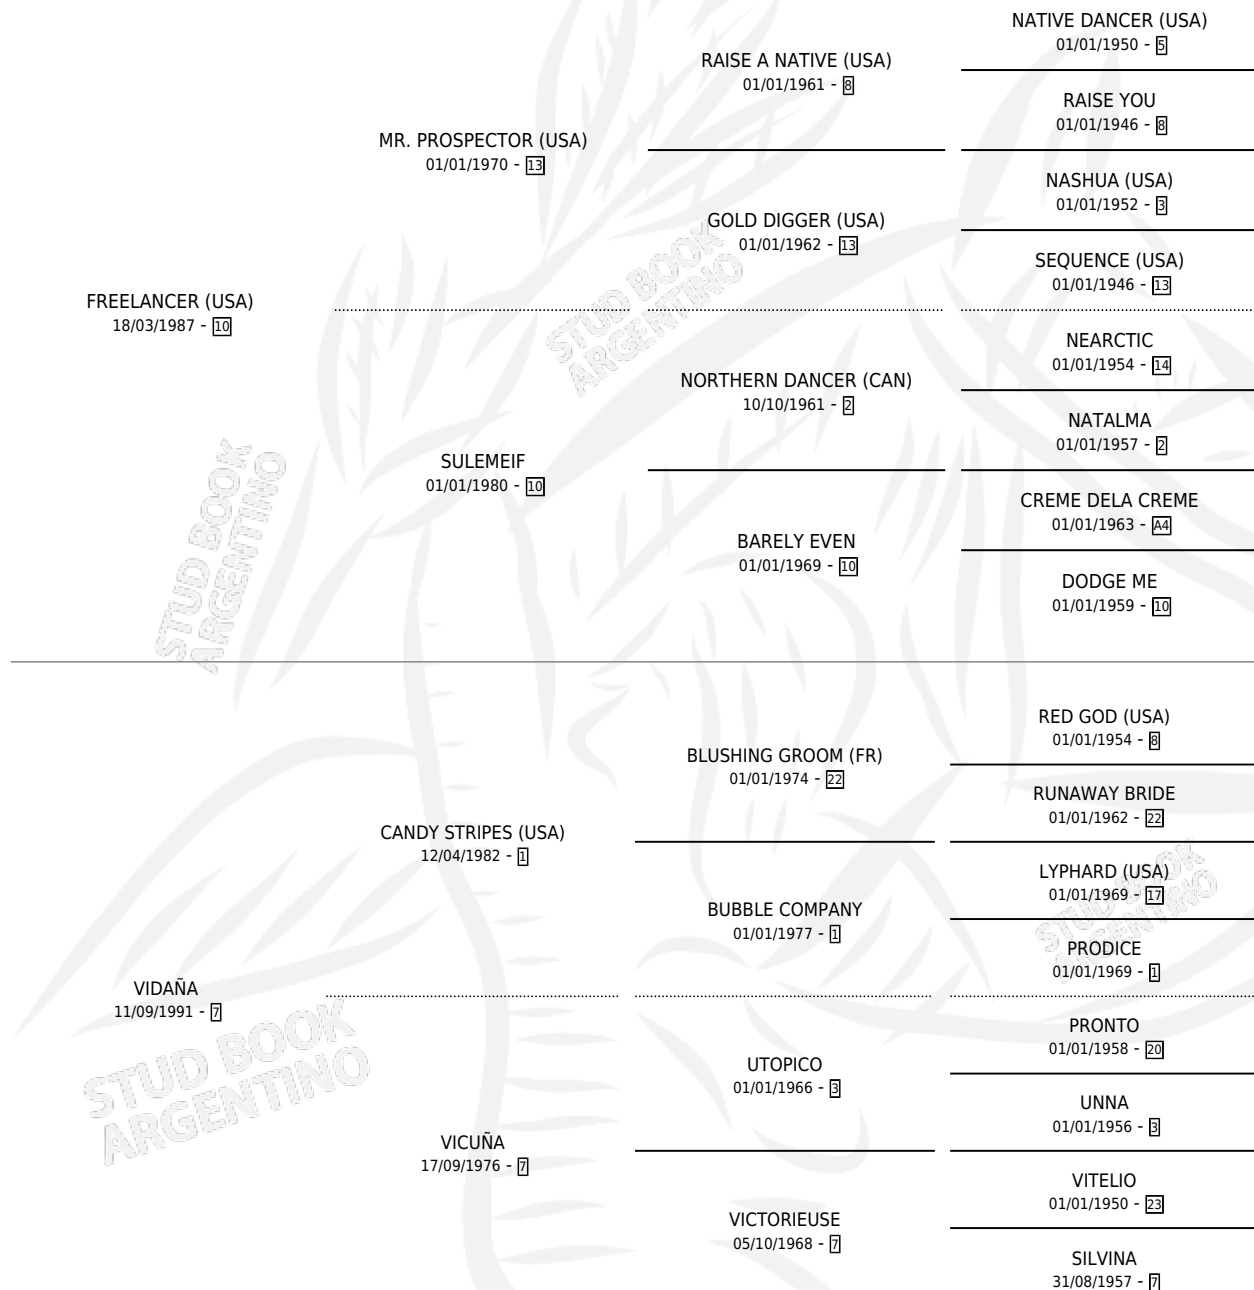 NATIVE DANCER (USA)
01/01/1950 - 5
RAISE A NATIVE (USA)
01/01/1961 - 8
RAISE YOU
01/01/1946 - 8
MR. PROSPECTOR (USA)
01/01/1970 - 13
NASHUA (USA)
01/01/1952 - 3
GOLD DIGGER (USA)
01/01/1962 - 13
SEQUENCE (USA)
01/01/1946 - 13
FREELANCER (USA)
18/03/1987 - 10
NEARCTIC
01/01/1954 - 14
NORTHERN DANCER (CAN)
10/10/1961 - 2
NATALMA
01/01/1957 - 2
SULEMEIF
01/01/1980 - 10
CREME DELA CREME
01/01/1963 - A4
BARELY EVEN
01/01/1969 - 10
DODGE ME
01/01/1959 - 10
RED GOD (USA)
01/01/1954 - 8
BLUSHING GROOM (FR)
01/01/1974 - 22
RUNAWAY BRIDE
01/01/1962 - 22
CANDY STRIPES (USA)
12/04/1982 - 1
LYPHARD (USA)
01/01/1969 - 17
BUBBLE COMPANY
01/01/1977 - 1
PRODICE
01/01/1969 - 1
VIDAÑA
11/09/1991 - 7
PRONTO
01/01/1958 - 20
UTOPICO
01/01/1966 - 3
UNNA
01/01/1956 - 3
VICUÑA
17/09/1976 - 7
VITELIO
01/01/1950 - 23
VICTORIEUSE
05/10/1968 - 7
SILVINA
31/08/1957 - 7
STUD BOOK
ARGENTINO
STUD BOOK
ARGENTINO
STUD BOOK
ARGENTINO
STUD BOOK
ARGENTINO